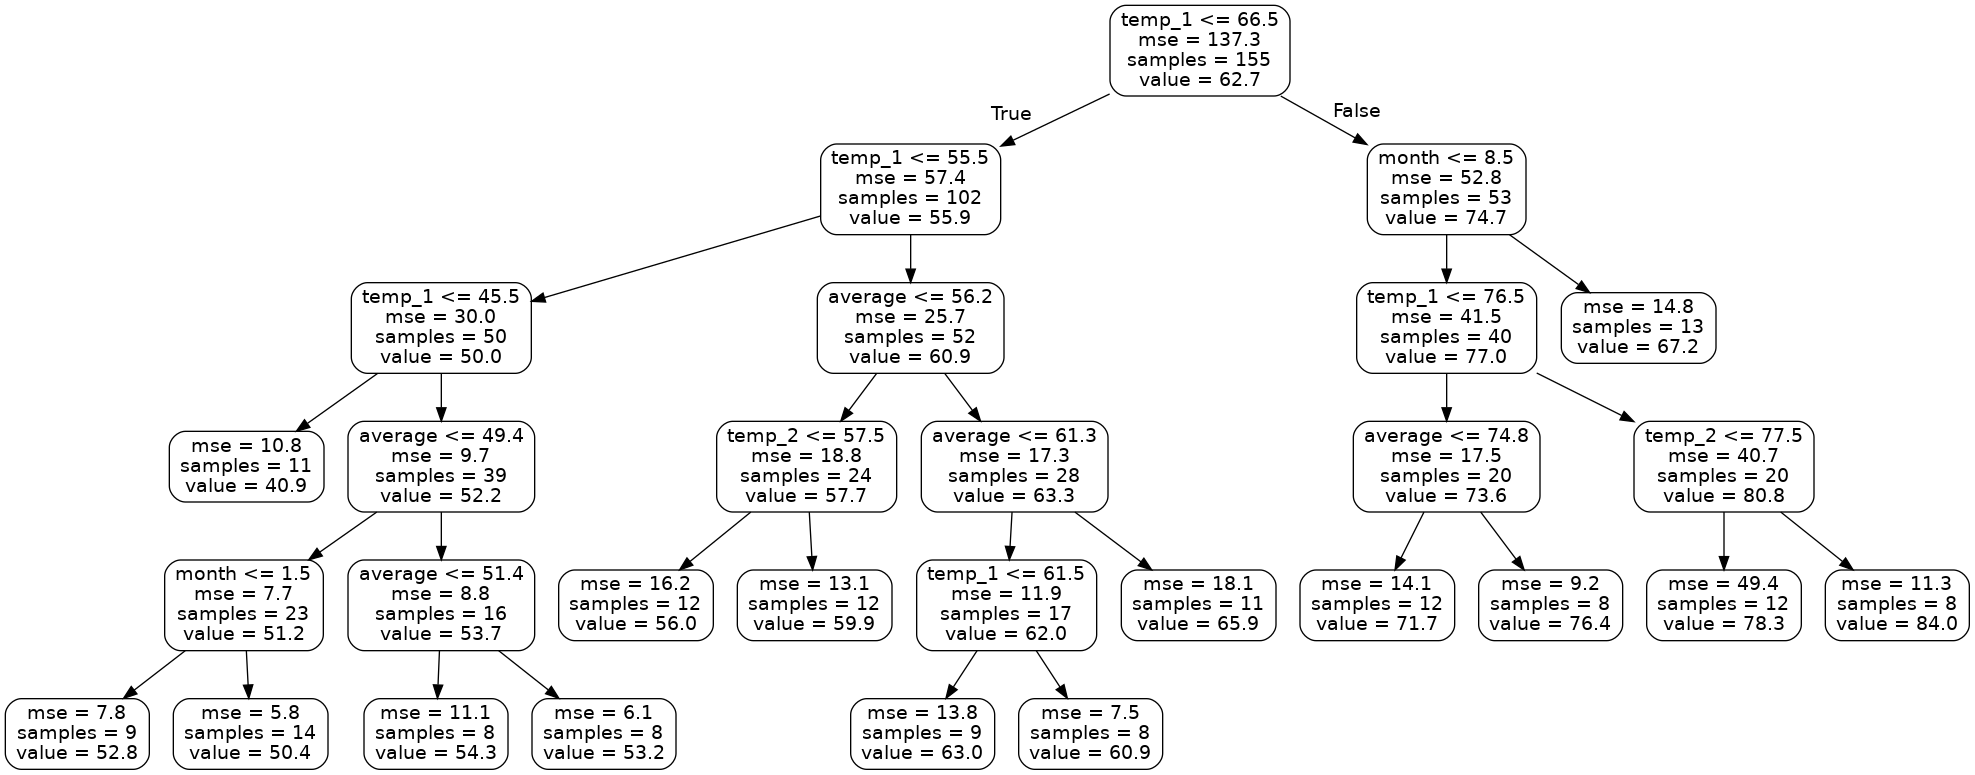 temp_1 <= 66.5
mse = 137.3
samples = 155
value = 62.7
True
False
temp_1 <= 55.5
mse = 57.4
samples = 102
value = 55.9
month <= 8.5
mse = 52.8
samples = 53
value = 74.7
temp_1 <= 45.5
mse = 30.0
samples = 50
value = 50.0
average <= 56.2
mse = 25.7
samples = 52
value = 60.9
temp_1 <= 76.5
mse = 41.5
samples = 40
value = 77.0
mse = 14.8
samples = 13
value = 67.2
mse = 10.8
samples = 11
value = 40.9
average <= 49.4
mse = 9.7
samples = 39
value = 52.2
temp_2 <= 57.5
mse = 18.8
samples = 24
value = 57.7
average <= 61.3
mse = 17.3
samples = 28
value = 63.3
average <= 74.8
mse = 17.5
samples = 20
value = 73.6
temp_2 <= 77.5
mse = 40.7
samples = 20
value = 80.8
month <= 1.5
mse = 7.7
samples = 23
value = 51.2
average <= 51.4
mse = 8.8
samples = 16
value = 53.7
mse = 16.2
samples = 12
value = 56.0
mse = 13.1
samples = 12
value = 59.9
temp_1 <= 61.5
mse = 11.9
samples = 17
value = 62.0
mse = 18.1
samples = 11
value = 65.9
mse = 14.1
samples = 12
value = 71.7
mse = 9.2
samples = 8
value = 76.4
mse = 49.4
samples = 12
value = 78.3
mse = 11.3
samples = 8
value = 84.0
mse = 7.8
samples = 9
value = 52.8
mse = 5.8
samples = 14
value = 50.4
mse = 11.1
samples = 8
value = 54.3
mse = 6.1
samples = 8
value = 53.2
mse = 13.8
samples = 9
value = 63.0
mse = 7.5
samples = 8
value = 60.9